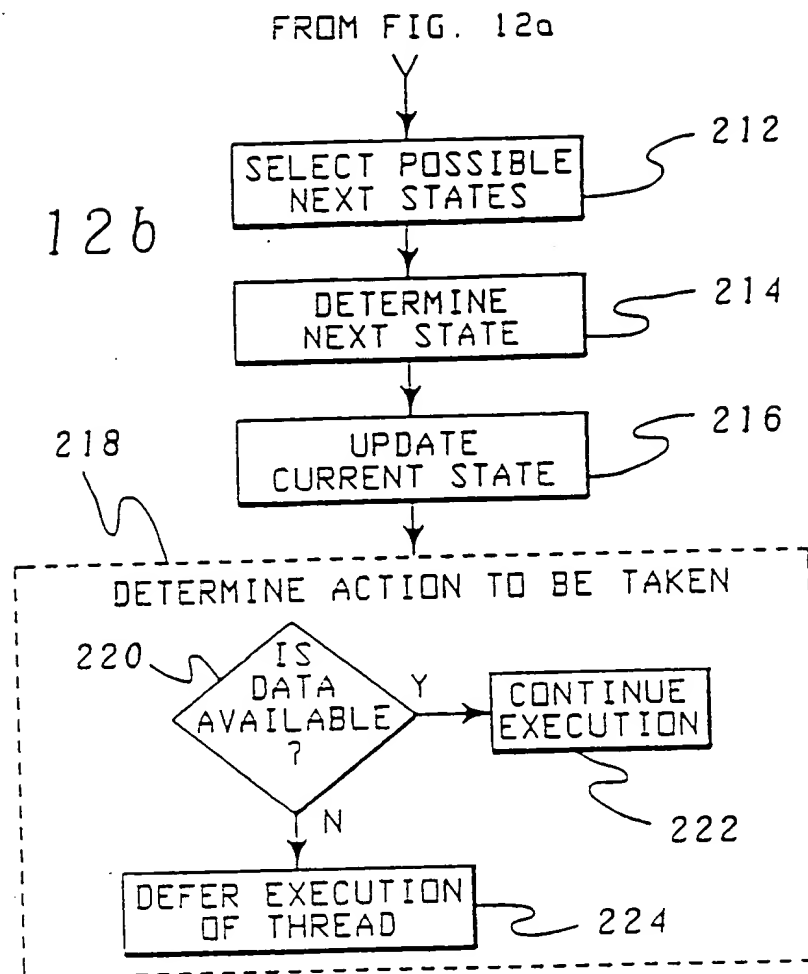 FROM FIG. 12a
212
SELECT POSSIBLE
NEXT STATES
12b
214
DETERMINE
NEXT STATE
216
UPDATE
CURRENT STATE
218
DETERMINE ACTION TO BE TAKEN
220
IS
DATA
AVAILABLE
?
Y
CONTINUE
EXECUTION
222
N
DEFER EXECUTION
OF THREAD
224